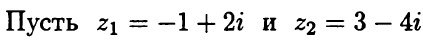 Пусть z₁ = −1 + 2i и z₂ = 3 − 4i